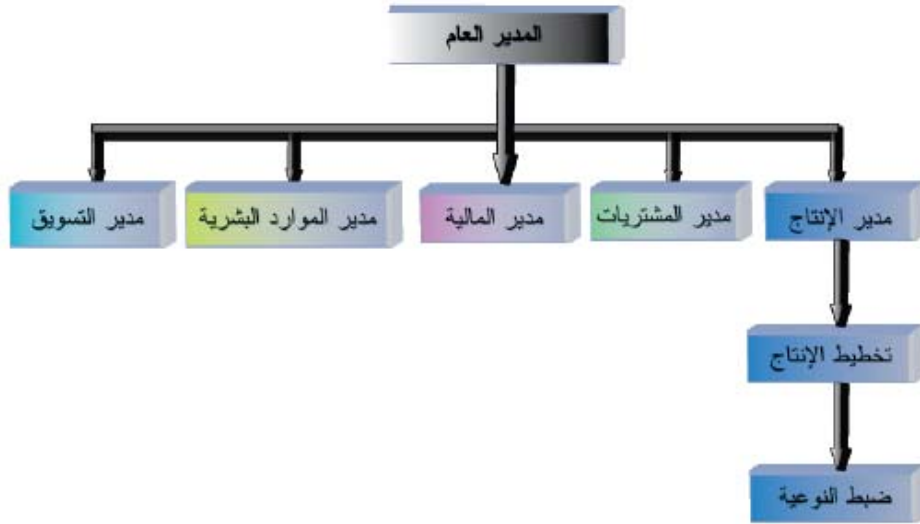 المدير العام
مدير الإنتاج
مدير المشتريات
مدير المالية
مدير الموارد البشرية
مدير التسويق
تخطيط الإنتاج
ضبط النوعية